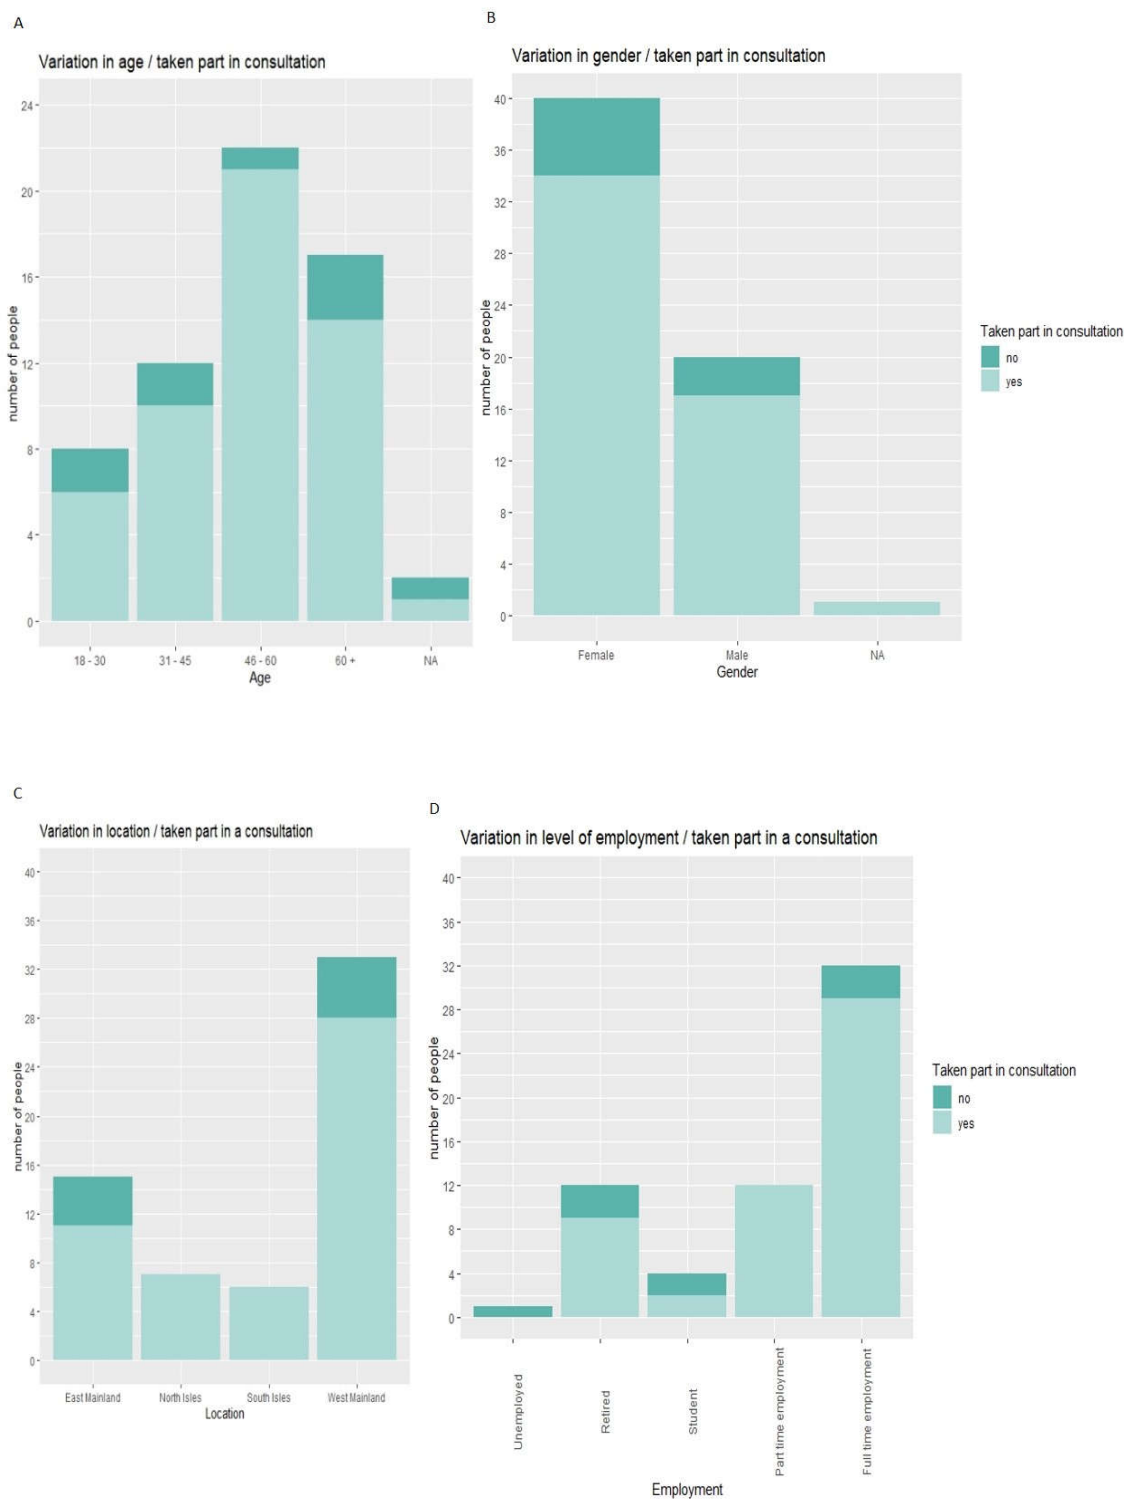 A
Variation in age / taken part in consultation
24
20
16
12
8
4
0
number of people
18 - 30
31 - 45
46 - 60
60 +
NA
Age
B
Variation in gender / taken part in consultation
40
36
32
28
24
20
16
12
8
4
0
number of people
Female
Male
NA
Gender
Taken part in consultation
no
yes
C
Variation in location / taken part in a consultation
40
36
32
28
24
20
16
12
8
4
0
number of people
East Mainland
North Isles
South Isles
West Mainland
Location
D
Variation in level of employment / taken part in a consultation
40
36
32
28
24
20
16
12
8
4
0
number of people
Unemployed
Retired
Student
Part time employment
Full time employment
Employment
Taken part in consultation
no
yes